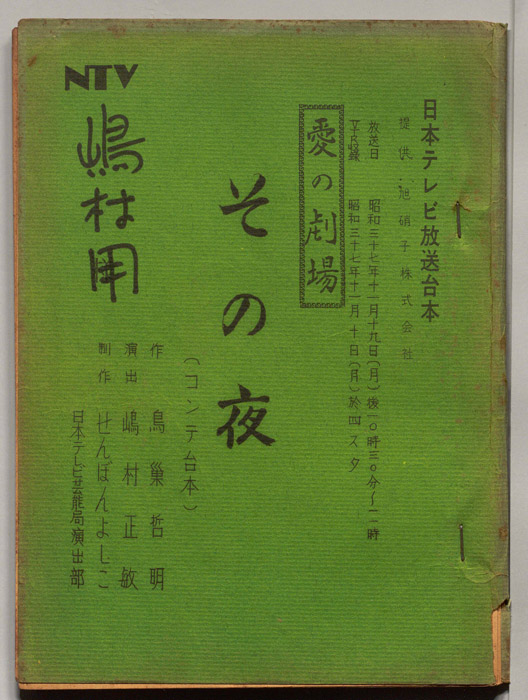 日本テレビ放送台本
提供・旭硝子株式会社
放送日 昭和三十七年十一月十九日(月)後一〇時三〇分～一一時
VTR録 昭和三十七年十一月十日(月)於四スタ
愛の劇場
その夜
(コンテ台本)
作 鳥巣哲明
演出 嶋村正敏
制作 せんぼんよしこ
日本テレビ芸能局演出部
NTV
嶋村用